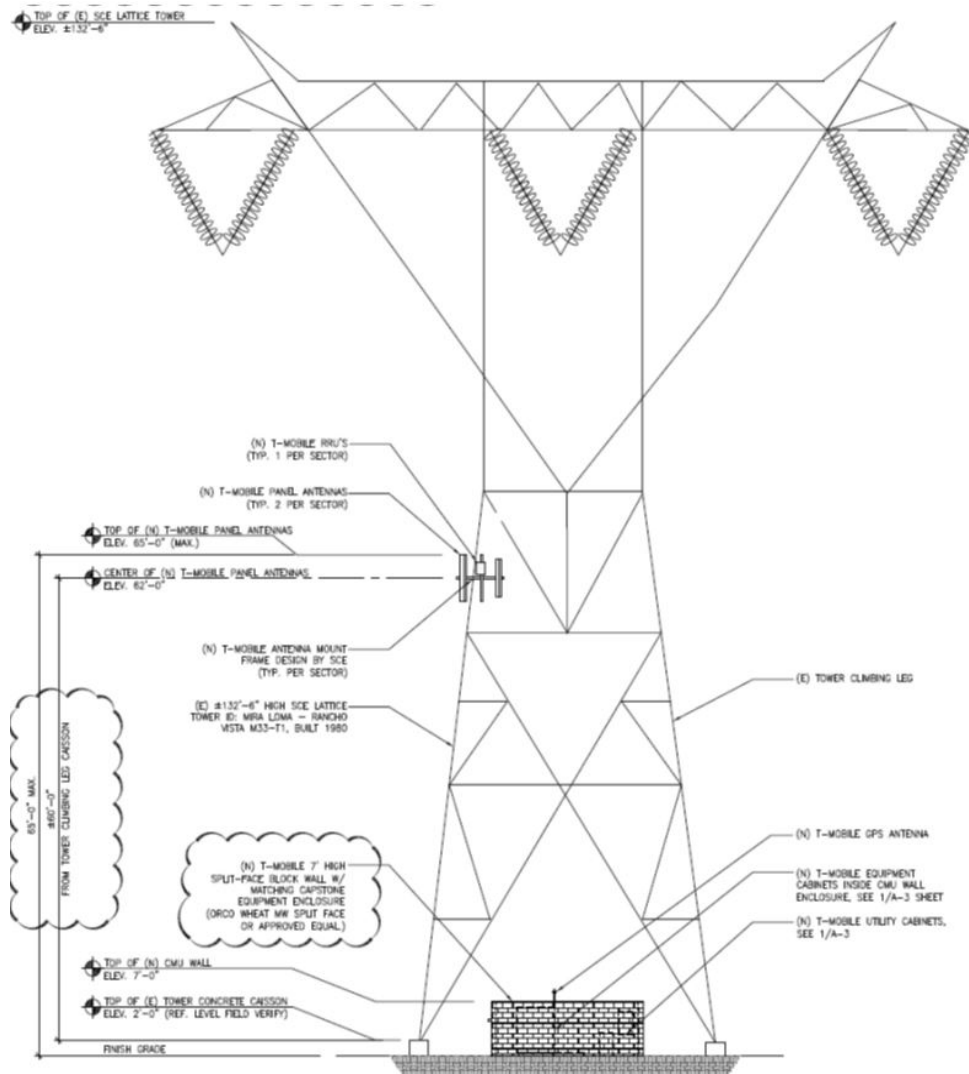 TOP OF (E) SCE LATTICE TOWER
ELEV. ±132'-6"
(N) T-MOBILE RRU'S
(TYP. 1 PER SECTOR)
(N) T-MOBILE PANEL ANTENNAS
(TYP. 2 PER SECTOR)
TOP OF (N) T-MOBILE PANEL ANTENNAS
ELEV. 65'-0" (MAX.)
CENTER OF (N) T-MOBILE PANEL ANTENNAS
ELEV. 62'-0"
(N) T-MOBILE ANTENNA MOUNT
FRAME DESIGN BY SCE
(TYP. PER SECTOR)
(E) TOWER CLIMBING LEG
(E) ±132'-6" HIGH SCE LATTICE
TOWER ID: MIRA LOMA - RANCHO
VISTA M33-T1, BUILT 1980
65'-0" MAX.
±60'-0"
FROM TOWER CLIMBING LEG CAISSON
(N) T-MOBILE 7' HIGH
SPLIT-FACE BLOCK WALL W/
MATCHING CAPSTONE
EQUIPMENT ENCLOSURE
(ORCO WHEAT MW SPLIT FACE
OR APPROVED EQUAL)
(N) T-MOBILE GPS ANTENNA
(N) T-MOBILE EQUIPMENT
CABINETS INSIDE CMU WALL
ENCLOSURE, SEE 1/A-3 SHEET
(N) T-MOBILE UTILITY CABINETS,
SEE 1/A-3
TOP OF (N) CMU WALL
ELEV. 7'-0"
TOP OF (E) TOWER CONCRETE CAISSON
ELEV. 2'-0" (REF. LEVEL FIELD VERIFY)
FINISH GRADE